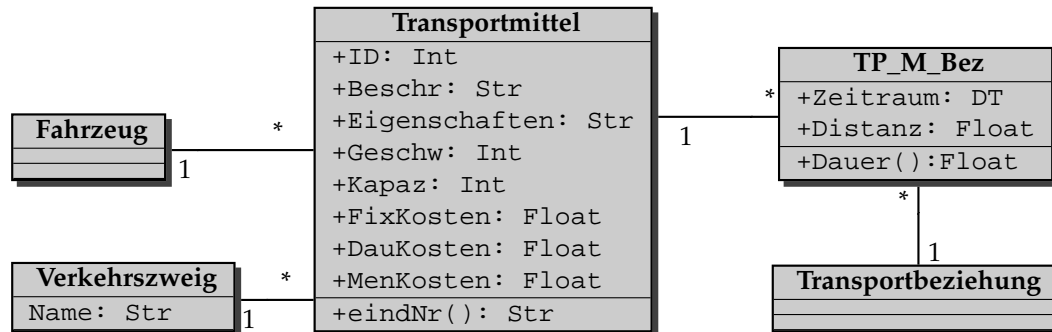 Transportmittel
+ID: Int
+Beschr: Str
+Eigenschaften: Str
+Geschw: Int
+Kapaz: Int
+FixKosten: Float
+DauKosten: Float
+MenKosten: Float
+eindNr(): Str
Fahrzeug
1
*
Verkehrszweig
Name: Str
1
*
1
*
TP_M_Bez
+Zeitraum: DT
+Distanz: Float
+Dauer():Float
*
1
Transportbeziehung